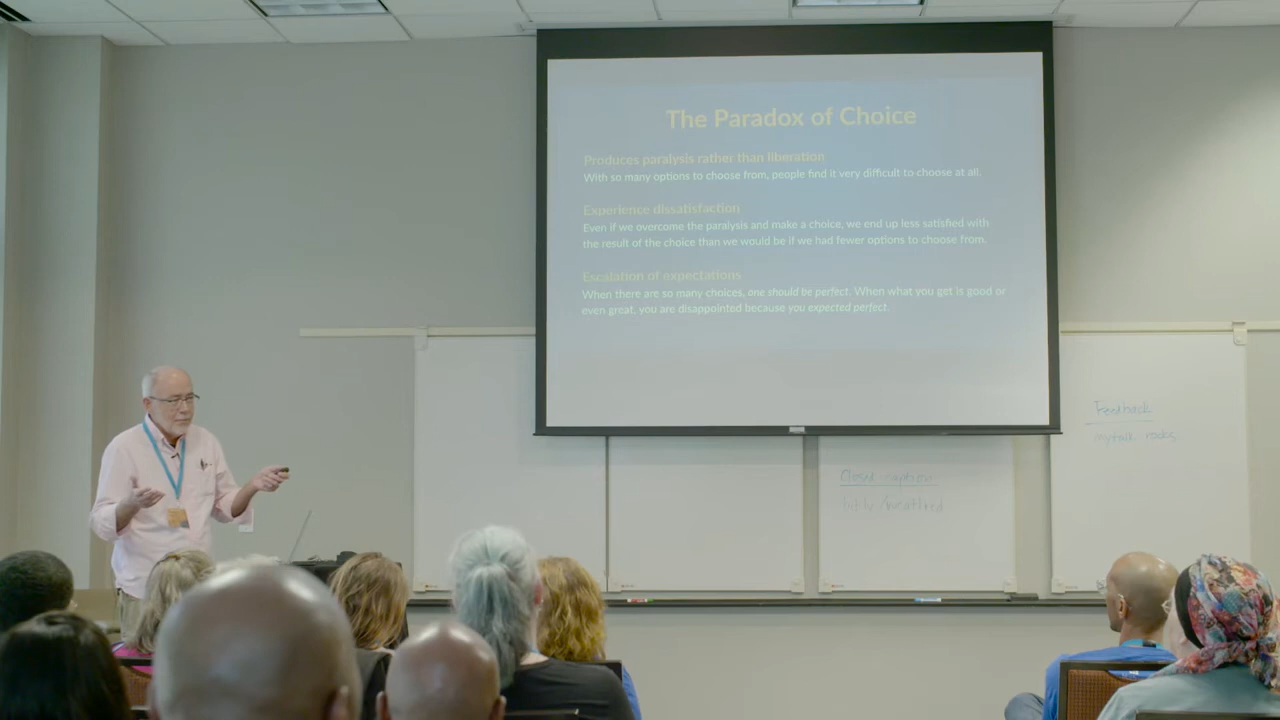 The Paradox of Choice
Produces paralysis rather than liberation
With so many options to choose from, people find it very difficult to choose at all.
Experience dissatisfaction
Even if we overcome the paralysis and make a choice, we end up less satisfied with
the result of the choice than we would be if we had fewer options to choose from.
Escalation of expectations
When there are so many choices, one should be perfect. When what you get is good or
even great, you are disappointed because you expected perfect.
Feedback
Closed caption